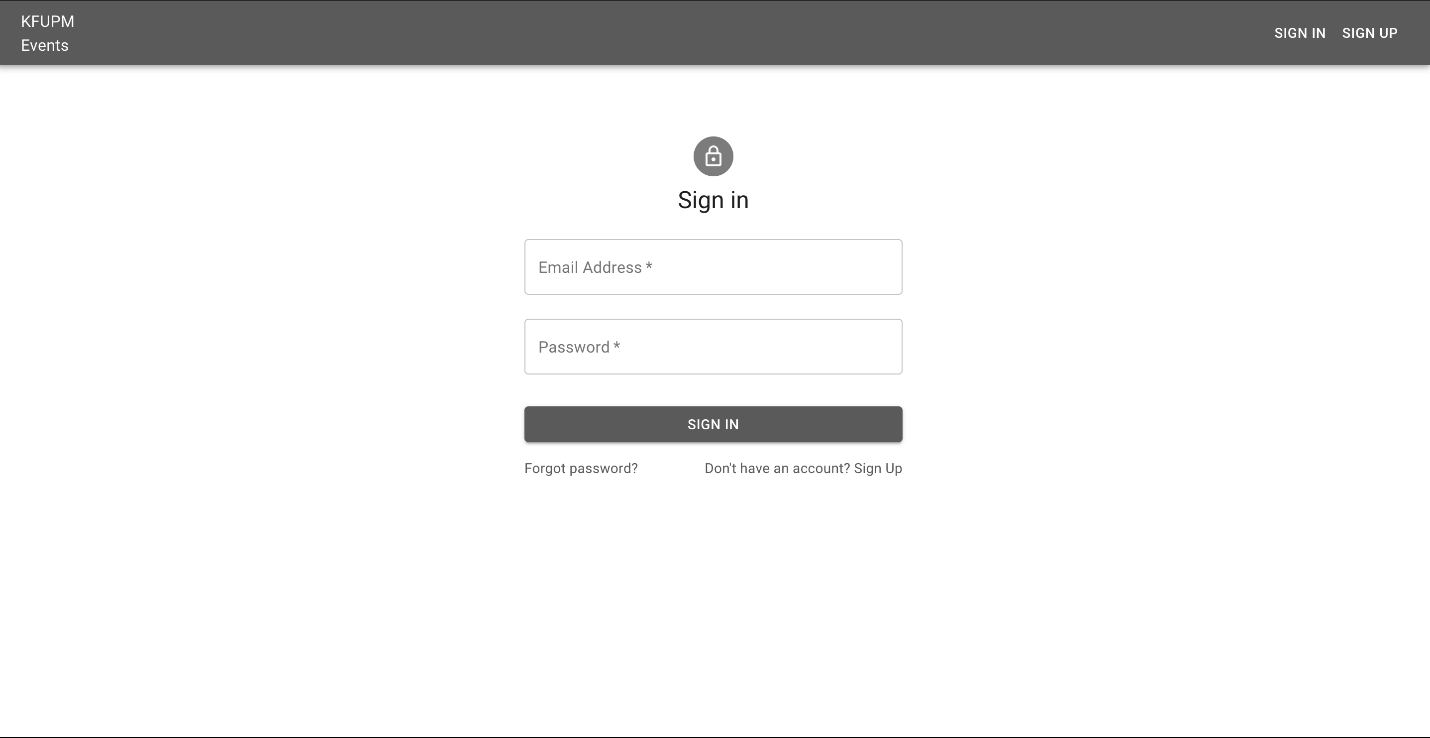 KFUPM
Events
SIGN IN SIGN UP
Sign in
Email Address *
Password *
SIGN IN
Forgot password? Don't have an account? Sign Up